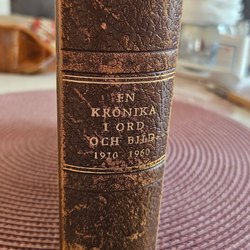 EN
KRÖNIKA
I ORD
OCH BILD
1910 1960